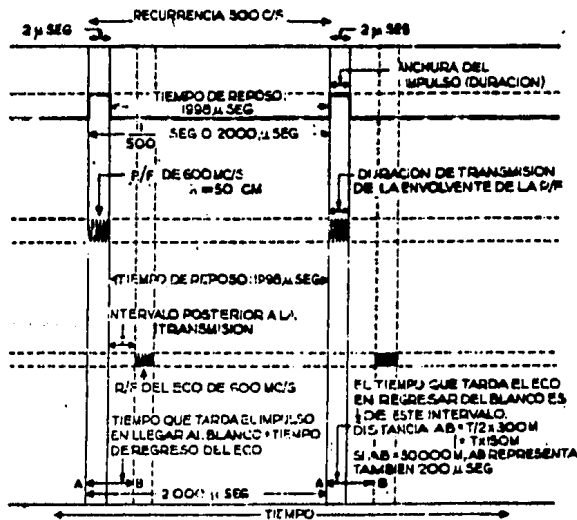 RECURRENCIA 500 C/S
2 µ SEG
2 µ SEG
ANCHURA DEL
IMPULSO (DURACION)
TIEMPO DE REPOSO:
1998 µ SEG
500
SEG O 2000 µ SEG
R/F DE 600 MC/S
λ = 50 CM
DURACION DE TRANSMISION
DE LA ENVOLVENTE DE LA R/F
TIEMPO DE REPOSO: 1998 µ SEG
INTERVALO POSTERIOR A LA
TRANSMISION
R/F DEL ECO DE 600 MC/S
TIEMPO QUE TARDA EL IMPULSO
EN LLEGAR AL BLANCO + TIEMPO
DE REGRESO DEL ECO
EL TIEMPO QUE TARDA EL ECO
EN REGRESAR DEL BLANCO ES
DE ESTE INTERVALO.
DISTANCIA AB = T/2 x 300 M
= T x 150 M
SI AB = 30000 M, AB REPRESENTA
TAMBIEN 200 µ SEG
A B
A B
2 000 µ SEG
TIEMPO